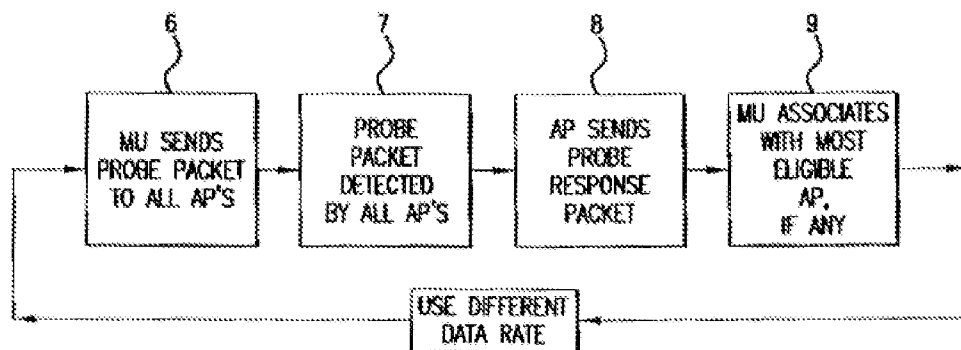 6
7
8
9
MU SENDS
PROBE PACKET
TO ALL AP'S
PROBE
PACKET
DETECTED
BY ALL AP'S
AP SENDS
PROBE
RESPONSE
PACKET
MU ASSOCIATES
WITH MOST
ELIGIBLE
AP,
IF ANY
USE DIFFERENT
DATA RATE